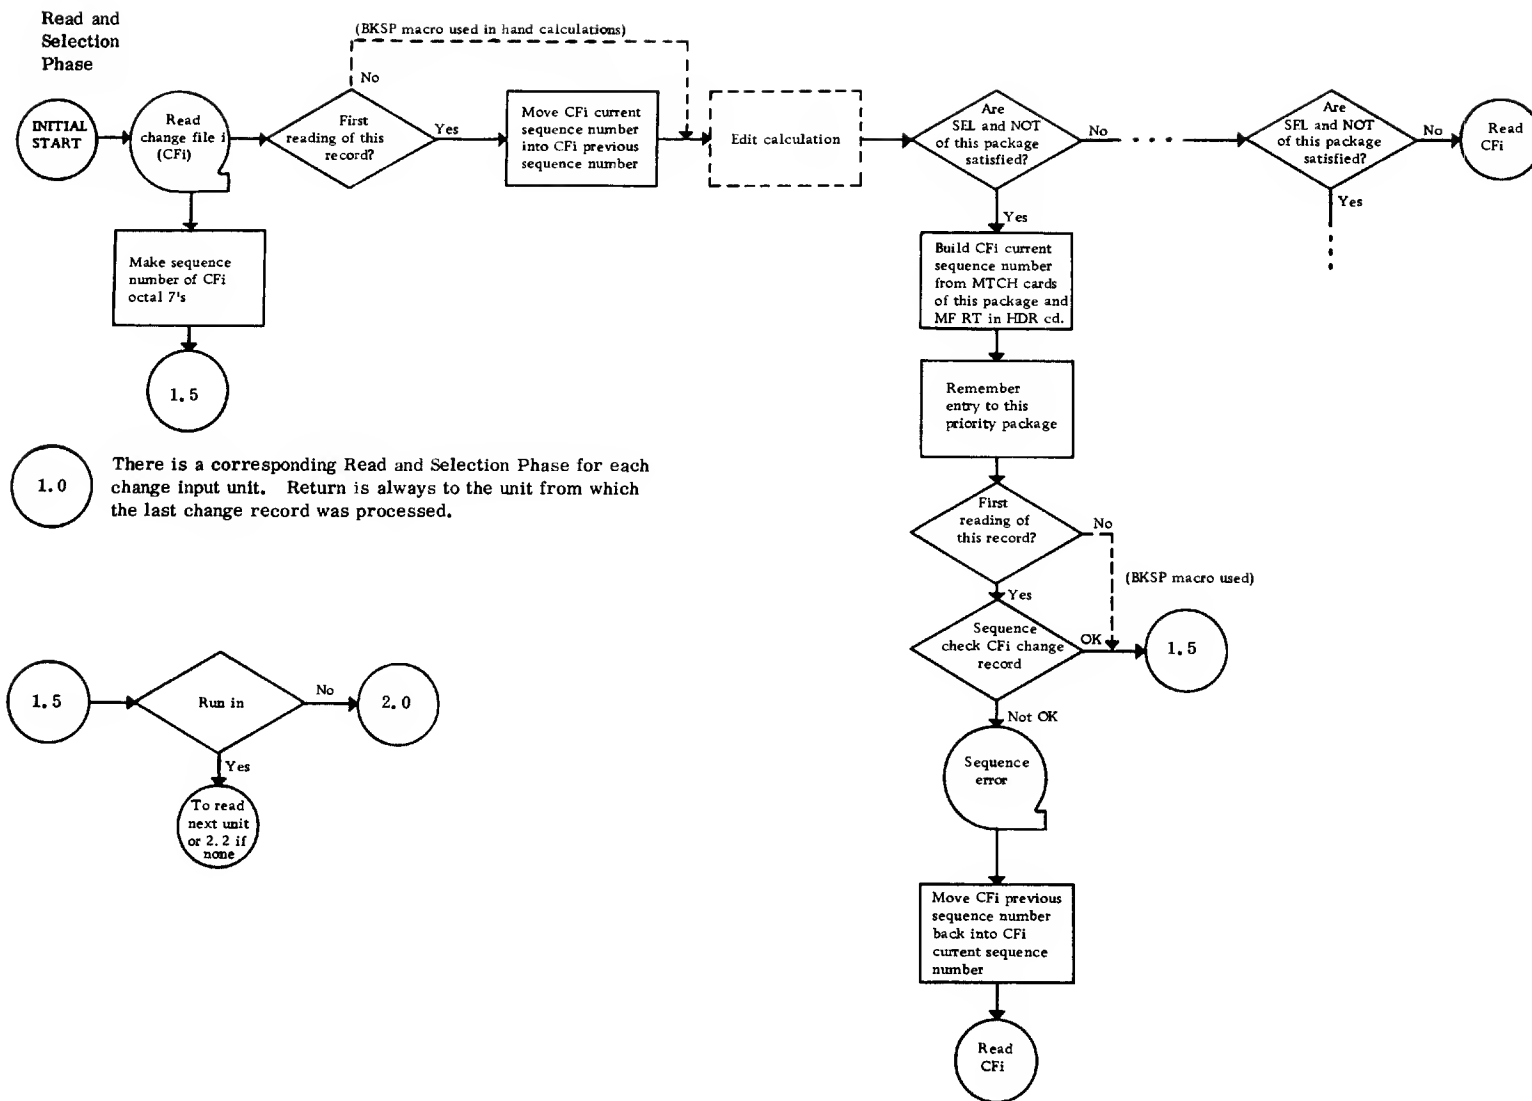 Read and
Selection
Phase
(BKSP macro used in hand calculations)
No
INITIAL
START
Read
change file i
(CFi)
First
reading of this
record?
Yes
Move CFi current
sequence number
into CFi previous
sequence number
Edit calculation
Are
SEL and NOT
of this package
satisfied?
No
Are
SEL and NOT
of this package
satisfied?
No
Read
CFi
Yes
Yes
Make sequence
number of CFi
octal 7's
1.5
Build CFi current
sequence number
from MTCH cards
of this package and
MF RT in HDR cd.
Remember
entry to this
priority package
1.0
There is a corresponding Read and Selection Phase for each
change input unit. Return is always to the unit from which
the last change record was processed.
First
reading of
this record?
No
(BKSP macro used)
Yes
Sequence
check CFi change
record
OK
1.5
Not OK
1.5
Run in
No
2.0
Yes
To read
next unit
or 2.2 if
none
Sequence
error
Move CFi previous
sequence number
back into CFi
current sequence
number
Read
CFi